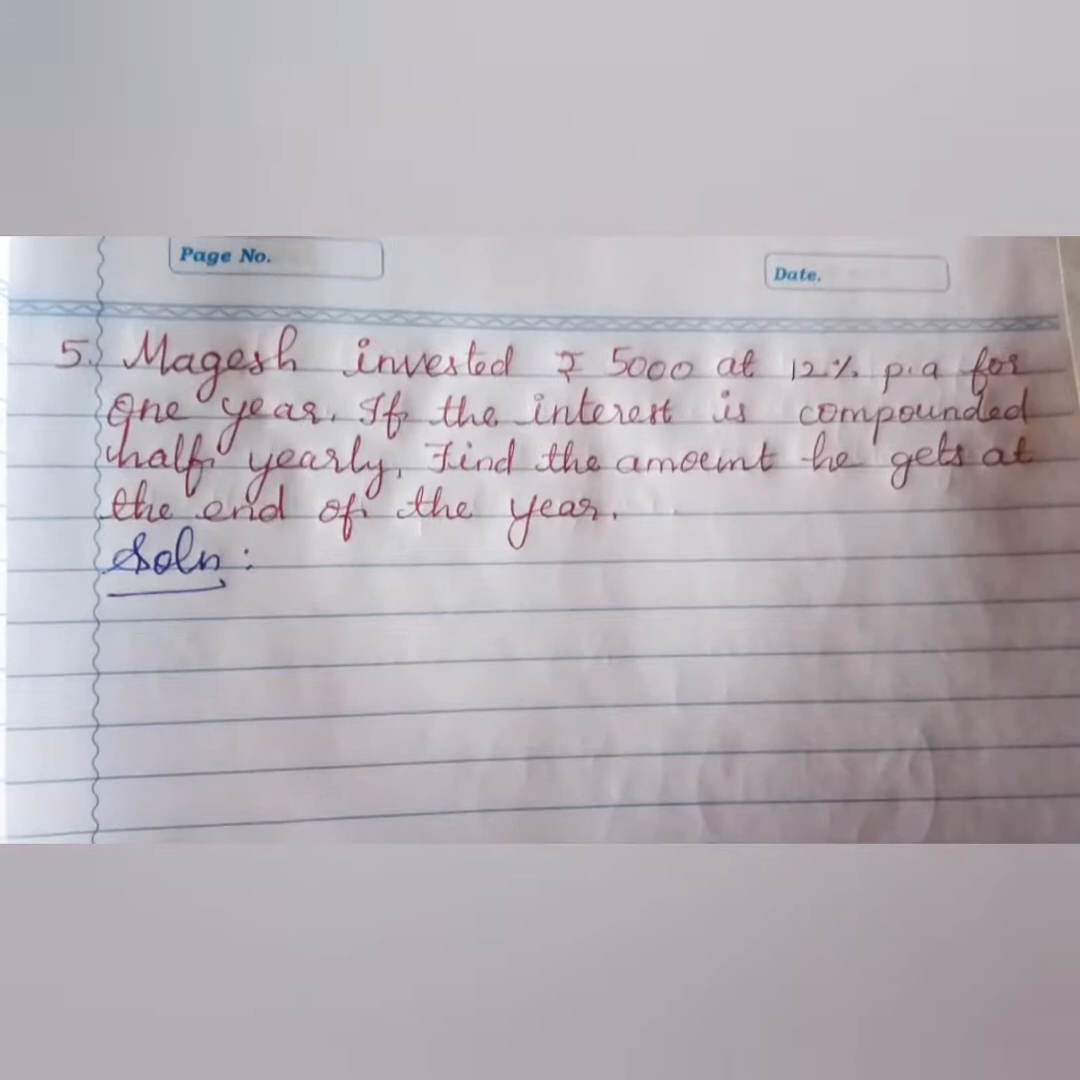 Page No.
Date.
5. Magesh invested ₹ 5000 at 12% p.a for
One year. If the interest is compounded
half yearly, Find the amount he gets at
the end of the year.
Soln :